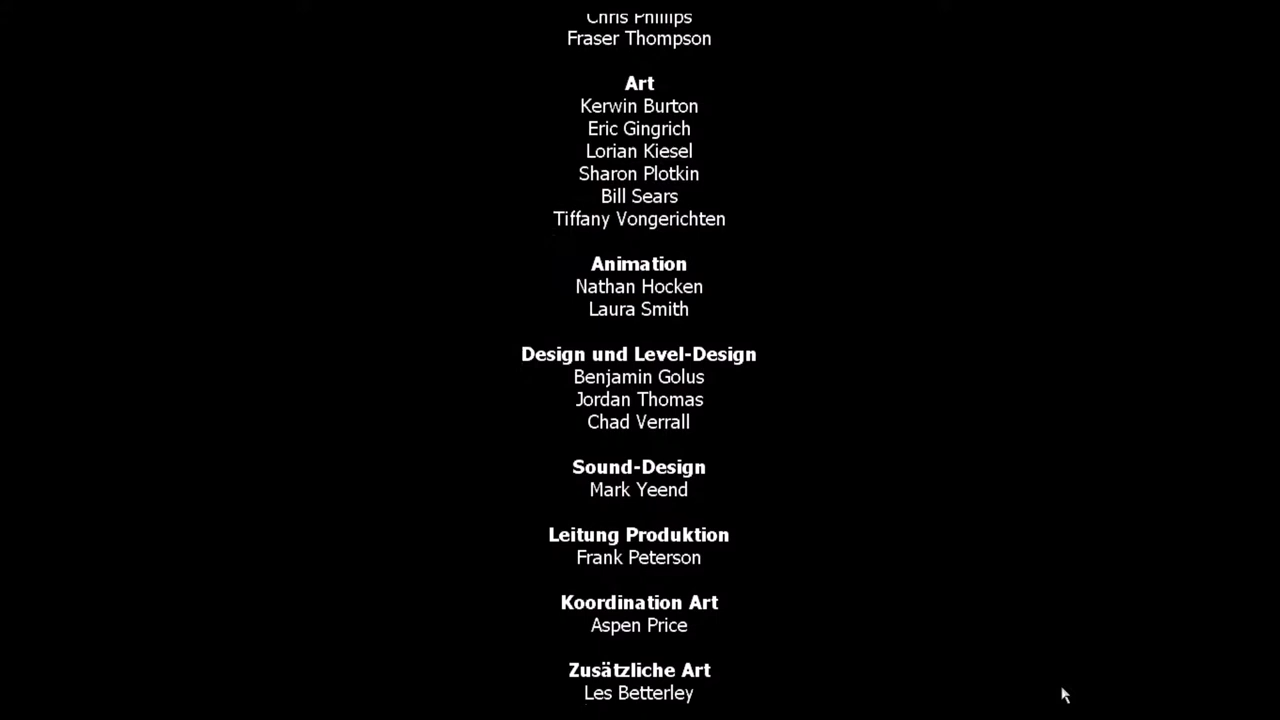 Chris Phillips
Fraser Thompson
Art
Kerwin Burton
Eric Gingrich
Lorian Kiesel
Sharon Plotkin
Bill Sears
Tiffany Vongerichten
Animation
Nathan Hocken
Laura Smith
Design und Level-Design
Benjamin Golus
Jordan Thomas
Chad Verrall
Sound-Design
Mark Yeend
Leitung Produktion
Frank Peterson
Koordination Art
Aspen Price
Zusätzliche Art
Les Betterley